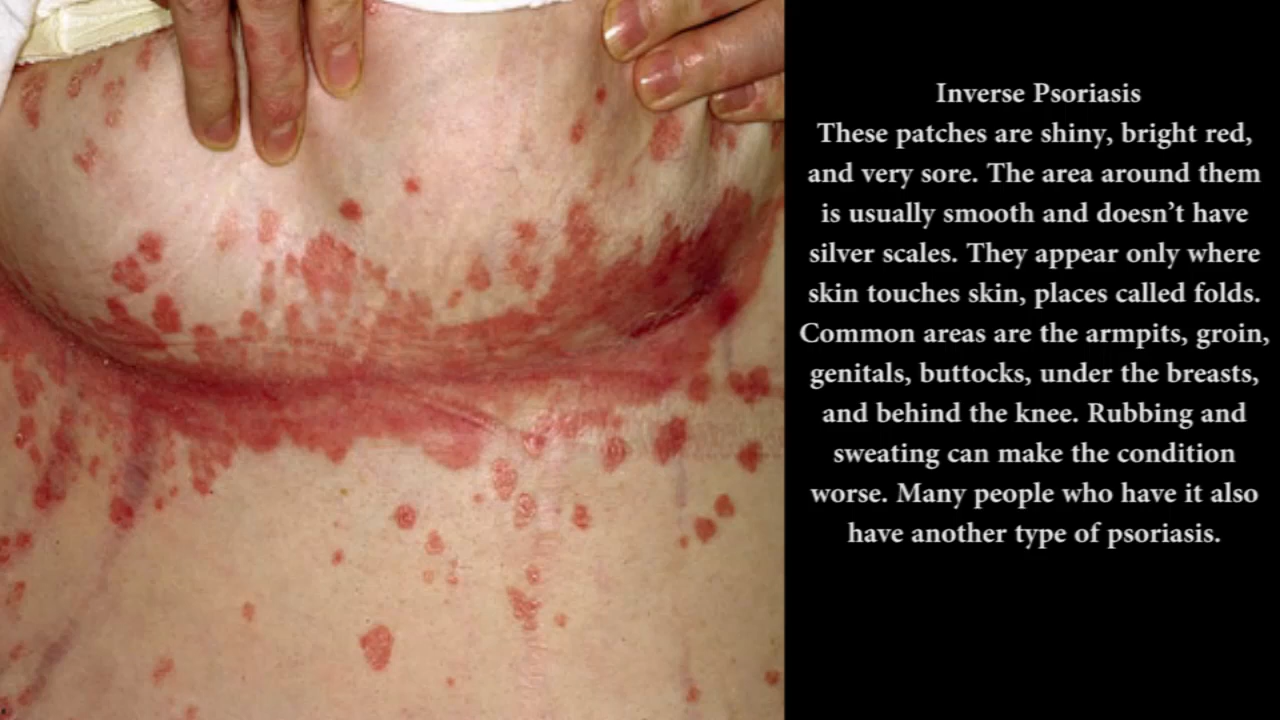 Inverse Psoriasis
These patches are shiny, bright red,
and very sore. The area around them
is usually smooth and doesn’t have
silver scales. They appear only where
skin touches skin, places called folds.
Common areas are the armpits, groin,
genitals, buttocks, under the breasts,
and behind the knee. Rubbing and
sweating can make the condition
worse. Many people who have it also
have another type of psoriasis.